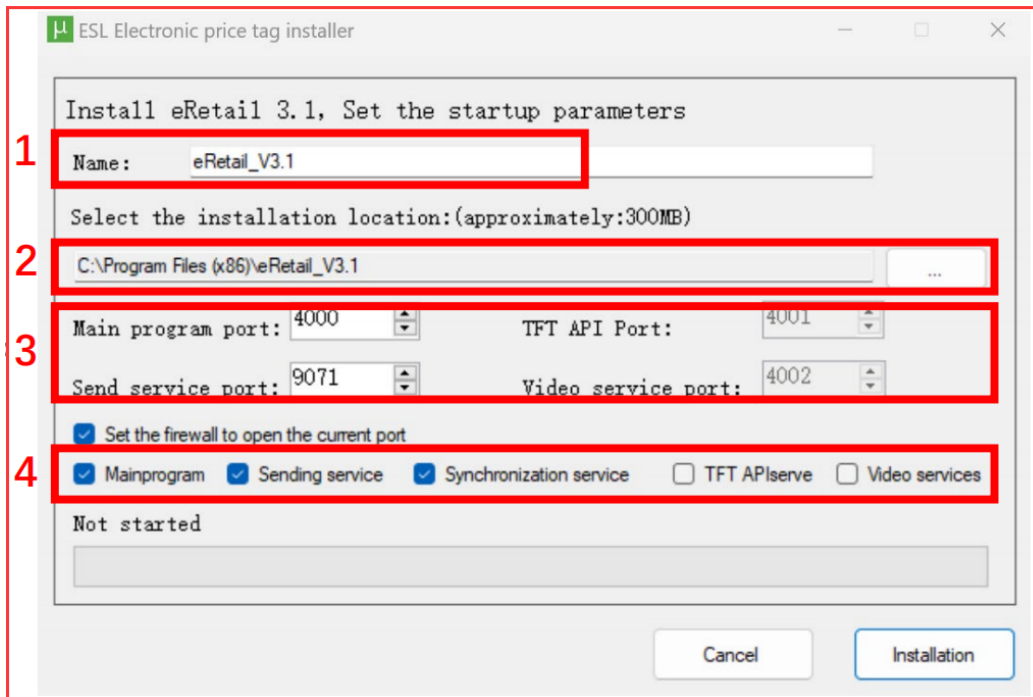 µ ESL Electronic price tag installer
Install eRetail 3.1, Set the startup parameters
1 Name: eRetail_V3.1
Select the installation location:(approximately:300MB)
2 C:\Program Files (x86)\eRetail_V3.1 ...
3
Main program port: 4000 TFT API Port: 4001
Send service port: 9071 Video service port: 4002
Set the firewall to open the current port
4 Mainprogram Sending service Synchronization service TFT APIserve Video services
Not started
Cancel Installation